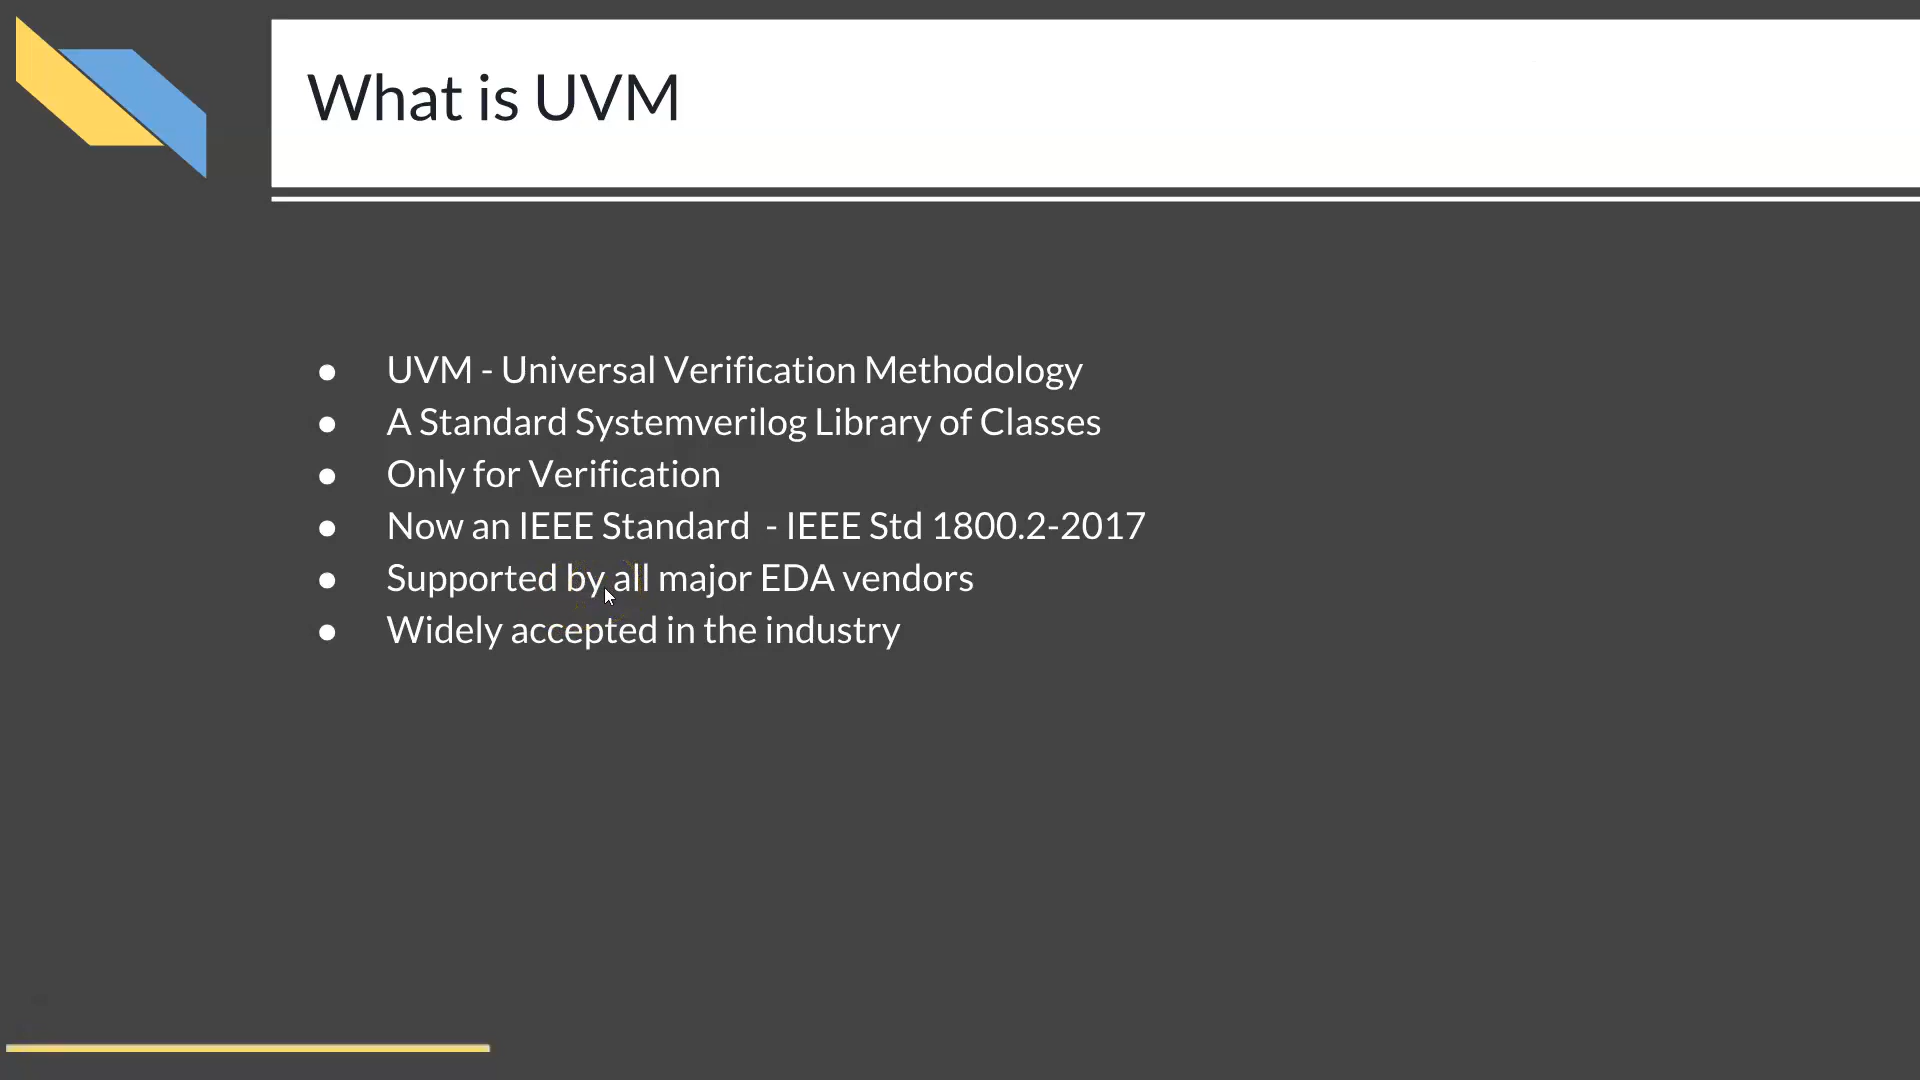 What is UVM
● UVM - Universal Verification Methodology
● A Standard Systemverilog Library of Classes
● Only for Verification
● Now an IEEE Standard  - IEEE Std 1800.2-2017
● Supported by all major EDA vendors
● Widely accepted in the industry